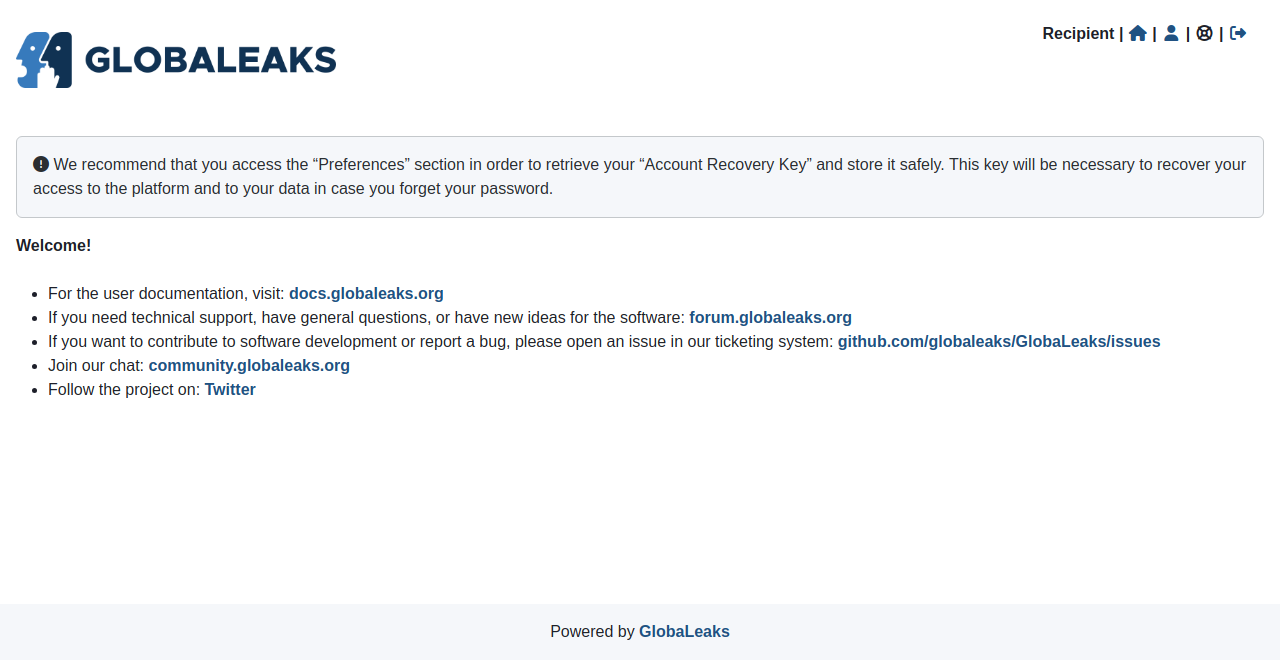 Recipient | | | |
GLOBALEAKS
We recommend that you access the “Preferences” section in order to retrieve your “Account Recovery Key” and store it safely. This key will be necessary to recover your
access to the platform and to your data in case you forget your password.
Welcome!
• For the user documentation, visit: docs.globaleaks.org
• If you need technical support, have general questions, or have new ideas for the software: forum.globaleaks.org
• If you want to contribute to software development or report a bug, please open an issue in our ticketing system: github.com/globaleaks/GlobaLeaks/issues
• Join our chat: community.globaleaks.org
• Follow the project on: Twitter
Powered by GlobaLeaks